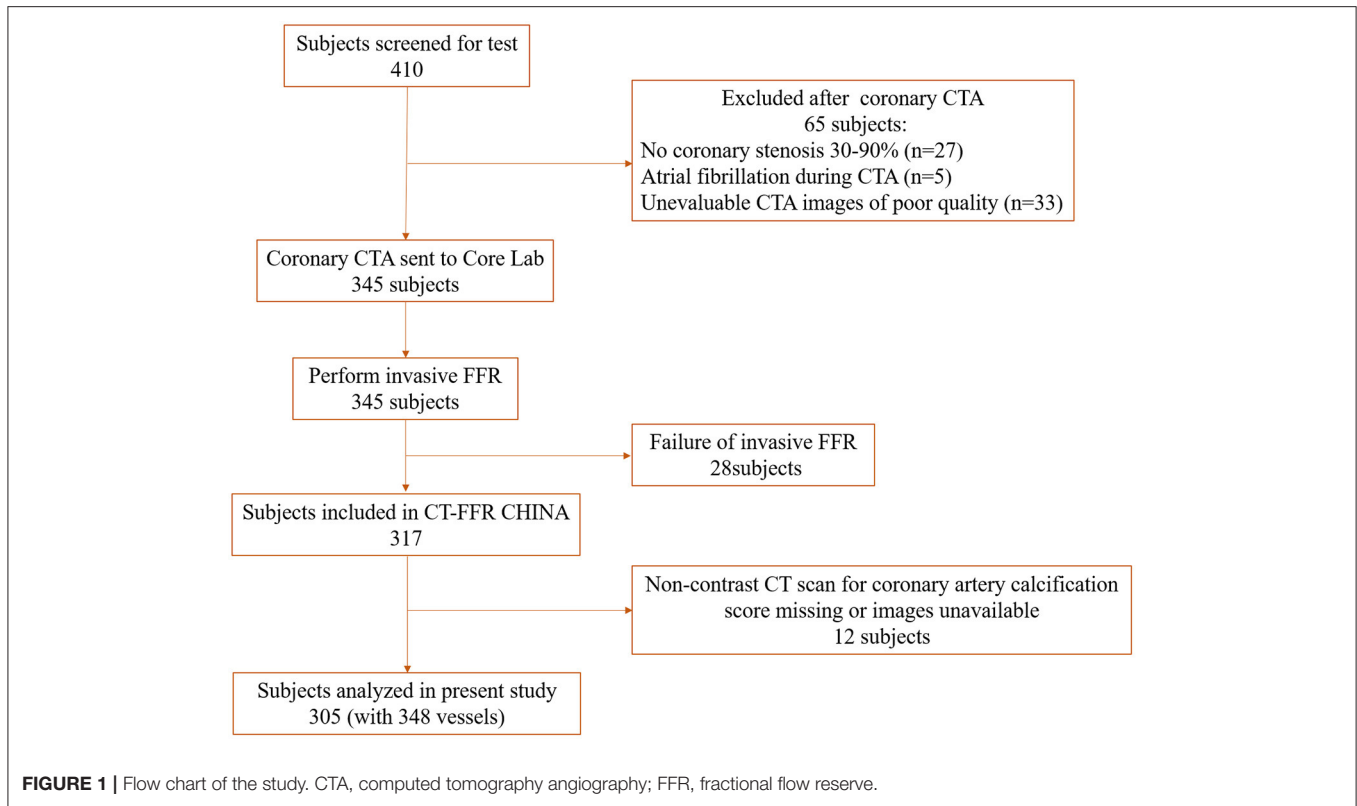 Subjects screened for test
410
Excluded after coronary CTA
65 subjects:
No coronary stenosis 30-90% (n=27)
Atrial fibrillation during CTA (n=5)
Unevaluable CTA images of poor quality (n=33)
Coronary CTA sent to Core Lab
345 subjects
Perform invasive FFR
345 subjects
Failure of invasive FFR
28subjects
Subjects included in CT-FFR CHINA
317
Non-contrast CT scan for coronary artery calcification
score missing or images unavailable
12 subjects
Subjects analyzed in present study
305 (with 348 vessels)
FIGURE 1 | Flow chart of the study. CTA, computed tomography angiography; FFR, fractional flow reserve.